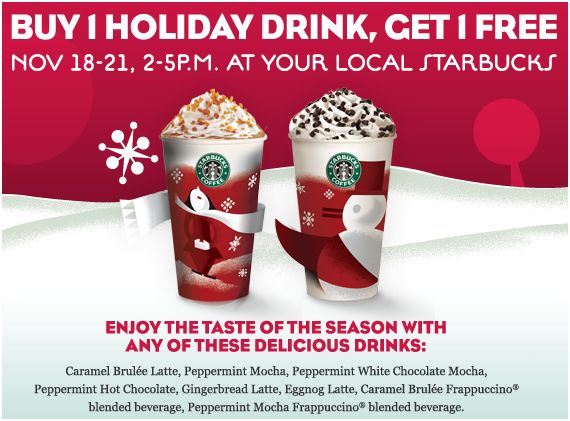 BUY 1 HOLIDAY DRINK, GET 1 FREE
NOV 18-21, 2-5P.M. AT YOUR LOCAL STARBUCKS
STARBUCKS
COFFEE
STARBUCKS
COFFEE
ENJOY THE TASTE OF THE SEASON WITH
ANY OF THESE DELICIOUS DRINKS:
Caramel Brulée Latte, Peppermint Mocha, Peppermint White Chocolate Mocha,
Peppermint Hot Chocolate, Gingerbread Latte, Eggnog Latte, Caramel Brulée Frappuccino®
blended beverage, Peppermint Mocha Frappuccino® blended beverage.